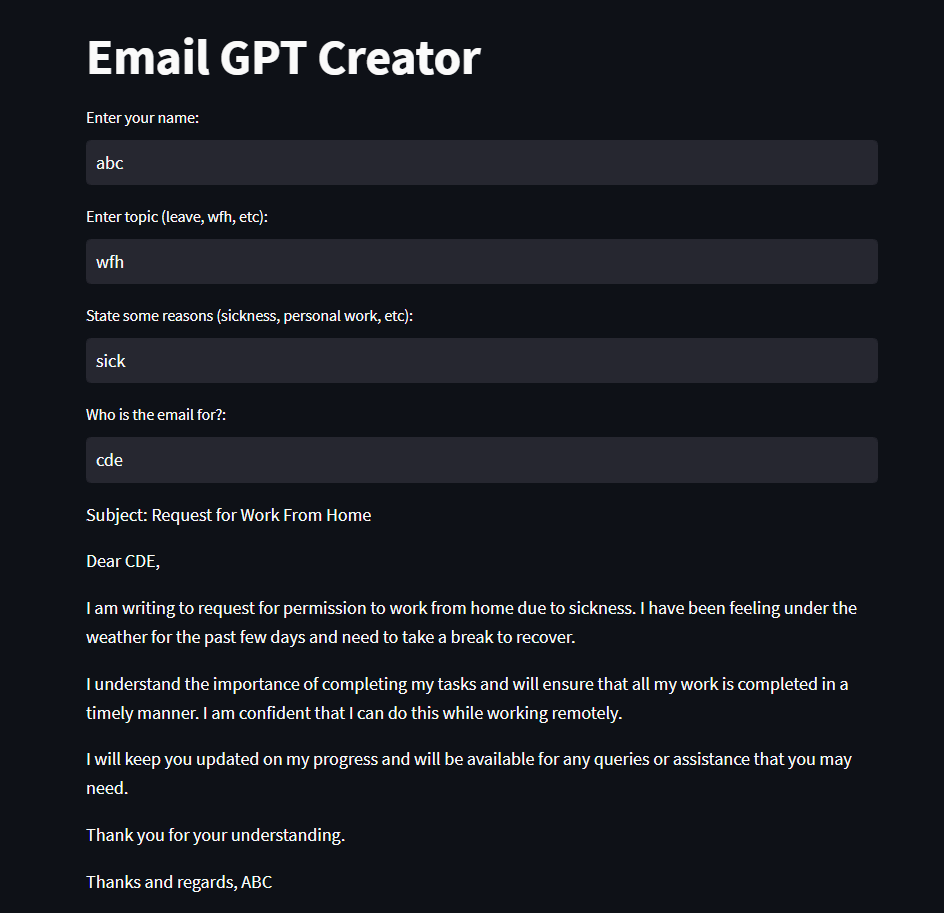 Email GPT Creator
Enter your name:
abc
Enter topic (leave, wfh, etc):
wfh
State some reasons (sickness, personal work, etc):
sick
Who is the email for?:
cde
Subject: Request for Work From Home
Dear CDE,
I am writing to request for permission to work from home due to sickness. I have been feeling under the
weather for the past few days and need to take a break to recover.
I understand the importance of completing my tasks and will ensure that all my work is completed in a
timely manner. I am confident that I can do this while working remotely.
I will keep you updated on my progress and will be available for any queries or assistance that you may
need.
Thank you for your understanding.
Thanks and regards, ABC